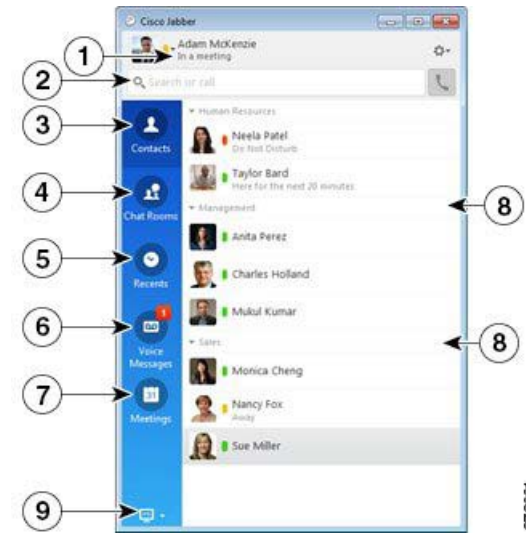 Cisco Jabber
1
Adam McKenzie
In a meeting
2
Search or call
3
Contacts
Human Resources
Neela Patel
Do Not Disturb
4
Chat Rooms
Taylor Bard
Here for the next 20 minutes
Management
8
Anita Perez
5
Recents
Charles Holland
6
1
Voice
Messages
Mukul Kumar
Sales
8
7
31
Meetings
Monica Cheng
Nancy Fox
Away
Sue Miller
9